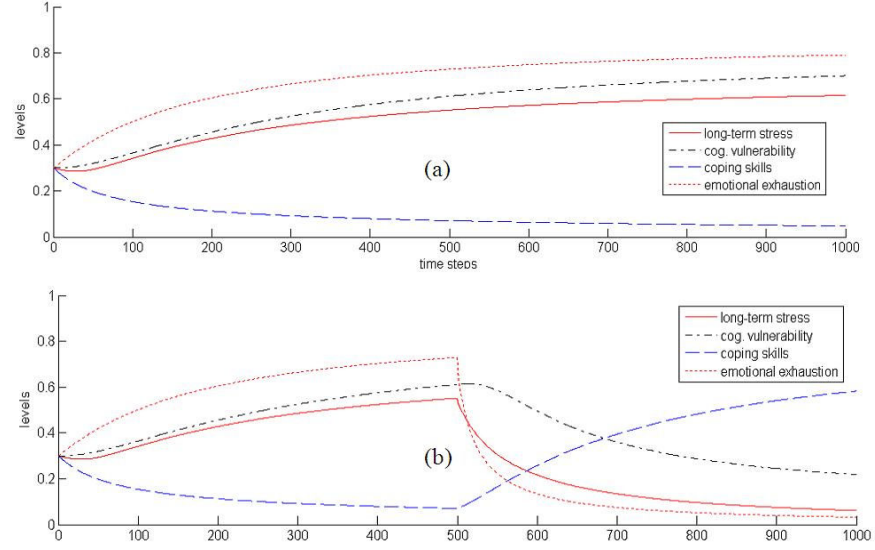 1
0.8
0.6
levels
0.4
0.2
0
(a)
long-term stress
cog. vulnerability
coping skills
emotional exhaustion
0 100 200 300 400 500 600 700 800 900 1000
time steps
1
0.8
0.6
levels
0.4
0.2
0
long-term stress
cog. vulnerability
coping skills
emotional exhaustion
(b)
0 100 200 300 400 500 600 700 800 900 1000